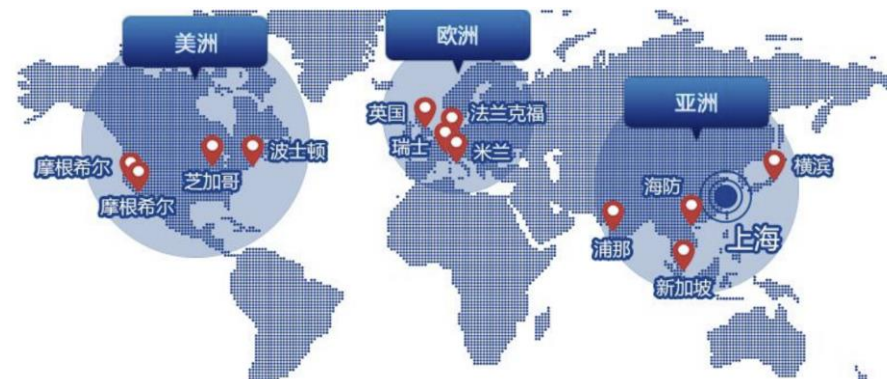 美洲
欧洲
亚洲
英国
法兰克福
瑞士
米兰
波士顿
芝加哥
摩根希尔
摩根希尔
横滨
海防
上海
浦那
新加坡